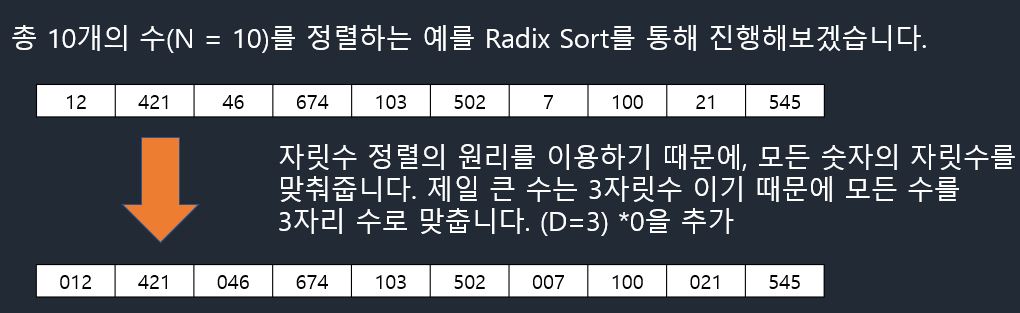 총 10개의 수(N = 10)를 정렬하는 예를 Radix Sort를 통해 진행해보겠습니다.
12 421 46 674 103 502 7 100 21 545
자릿수 정렬의 원리를 이용하기 때문에, 모든 숫자의 자릿수를
맞춰줍니다. 제일 큰 수는 3자릿수 이기 때문에 모든 수를
3자리 수로 맞춥니다. (D=3) *0을 추가
012 421 046 674 103 502 007 100 021 545